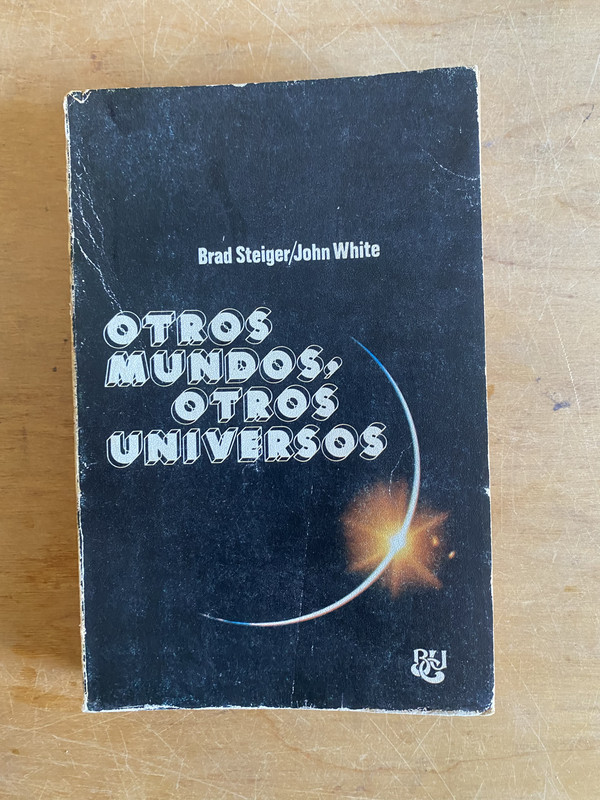 Brad Steiger/John White
OTROS
MUNDOS,
OTROS
UNIVERSOS